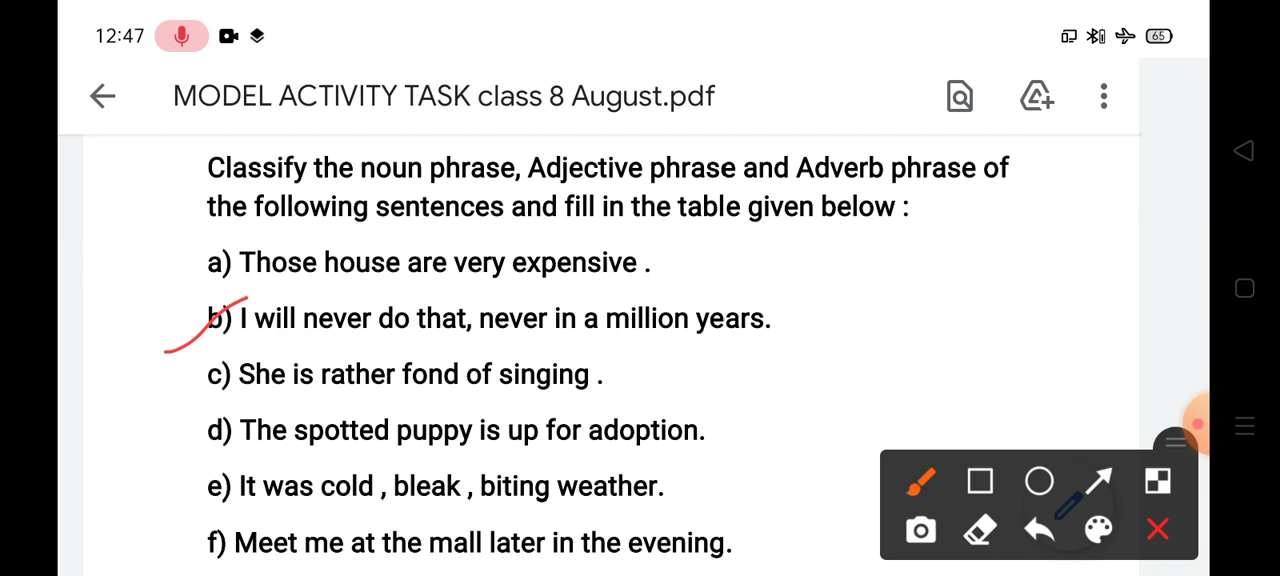 12:47
65
MODEL ACTIVITY TASK class 8 August.pdf
Classify the noun phrase, Adjective phrase and Adverb phrase of
the following sentences and fill in the table given below :
a) Those house are very expensive .
b) I will never do that, never in a million years.
c) She is rather fond of singing .
d) The spotted puppy is up for adoption.
e) It was cold , bleak , biting weather.
f) Meet me at the mall later in the evening.